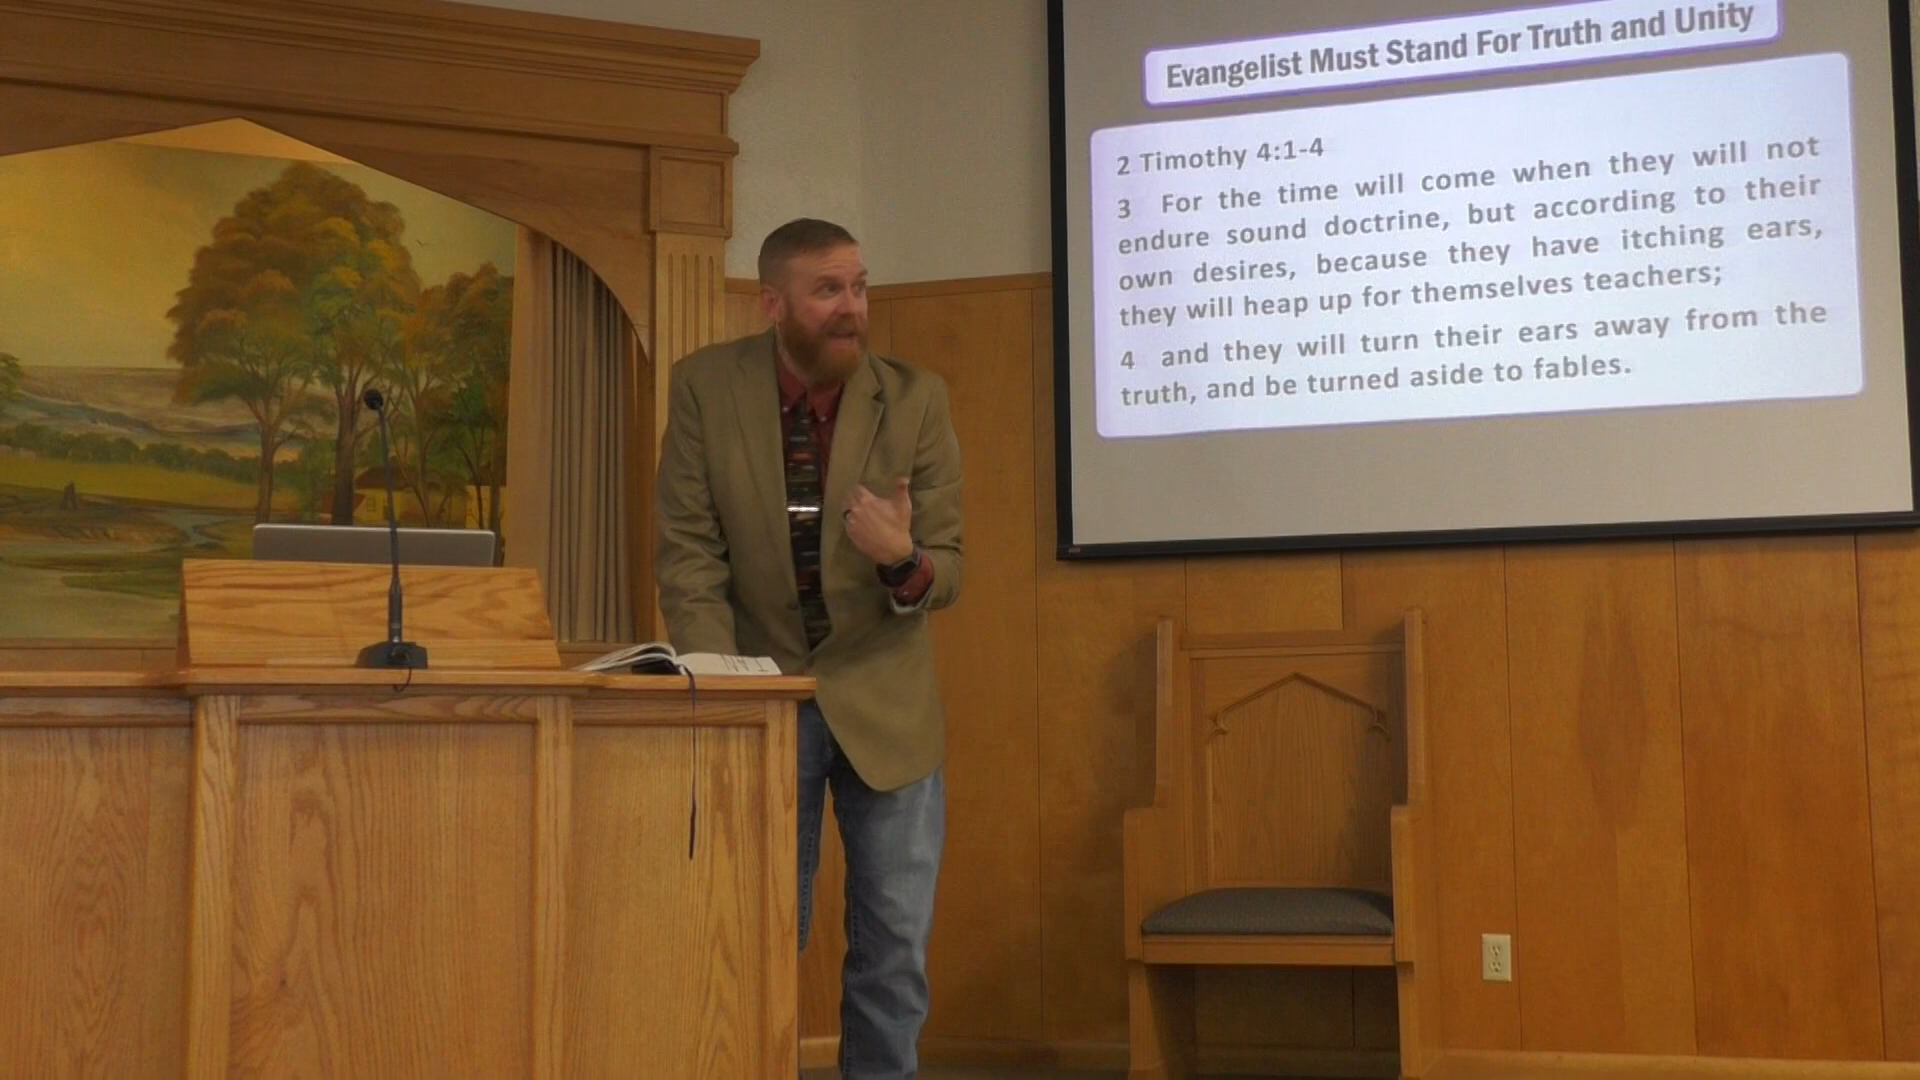 Evangelist Must Stand For Truth and Unity
2 Timothy 4:1-4
3 For the time will come when they will not
endure sound doctrine, but according to their
own desires, because they have itching ears,
they will heap up for themselves teachers;
4 and they will turn their ears away from the
truth, and be turned aside to fables.